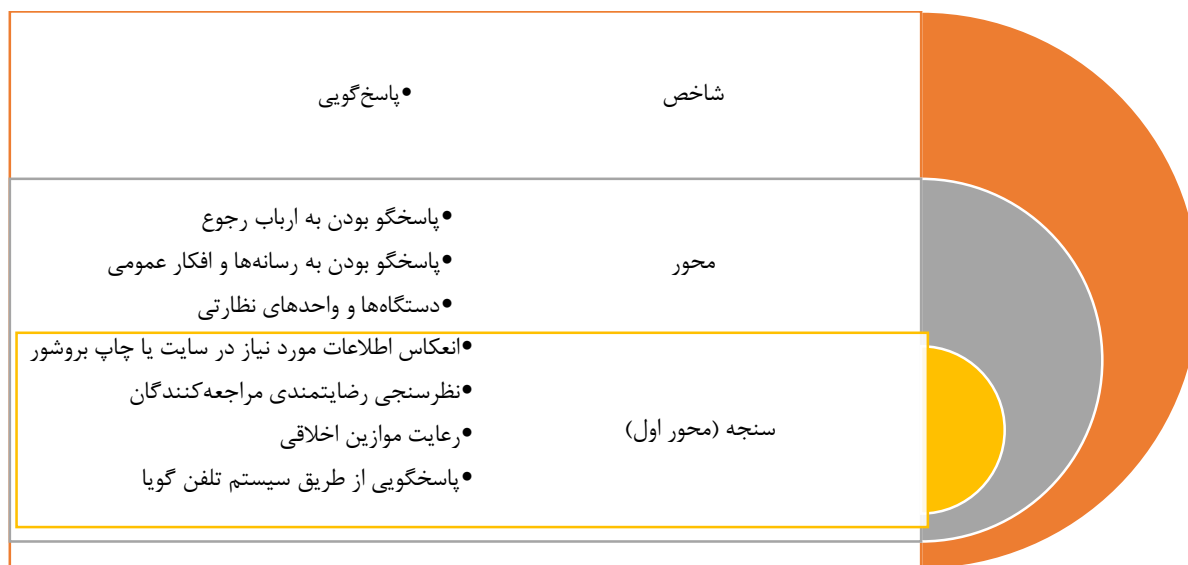 شاخص
•پاسخ‌گویی
محور
•پاسخگو بودن به ارباب رجوع
•پاسخگو بودن به رسانه‌ها و افکار عمومی
•دستگاه‌ها و واحدهای نظارتی
سنجه (محور اول)
•انعکاس اطلاعات مورد نیاز در سایت یا چاپ بروشور
•نظرسنجی رضایتمندی مراجعه‌کنندگان
•رعایت موازین اخلاقی
•پاسخگویی از طریق سیستم تلفن گویا